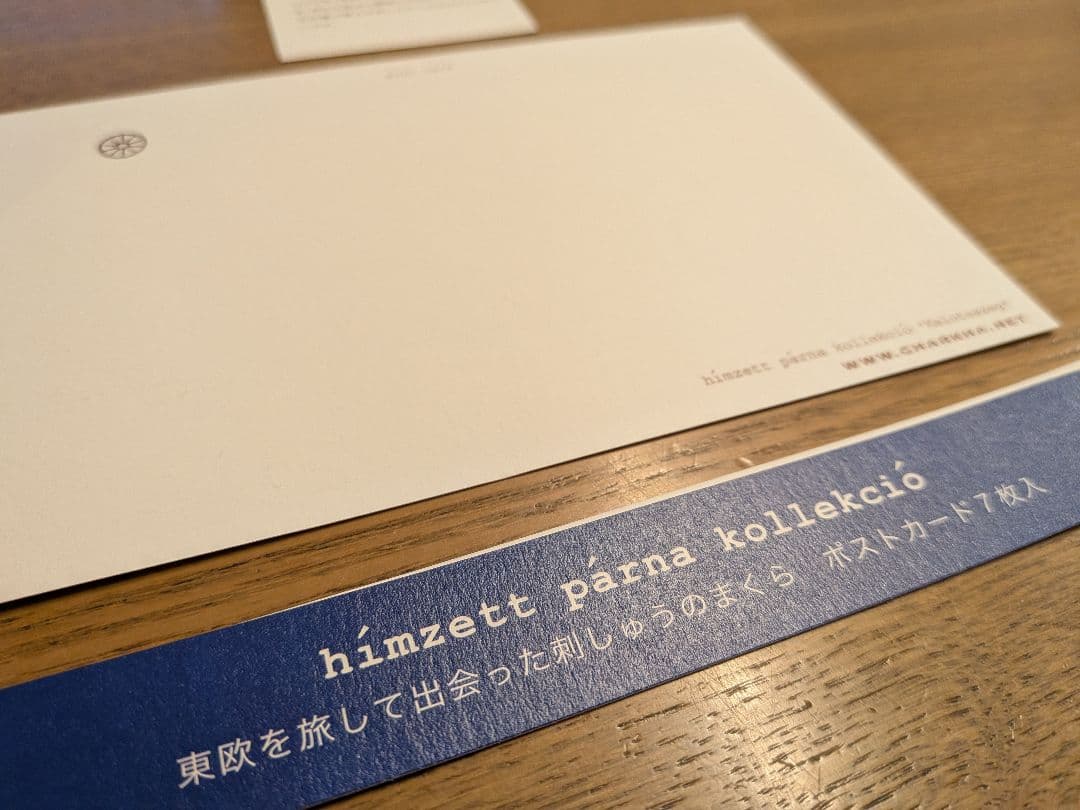 hímzett párna kollekció "Kalotaszeg"
WWW.CHARKHA.NET
hímzett párna kollekció
東欧を旅して出会った刺しゅうのまくら ポストカード7枚入